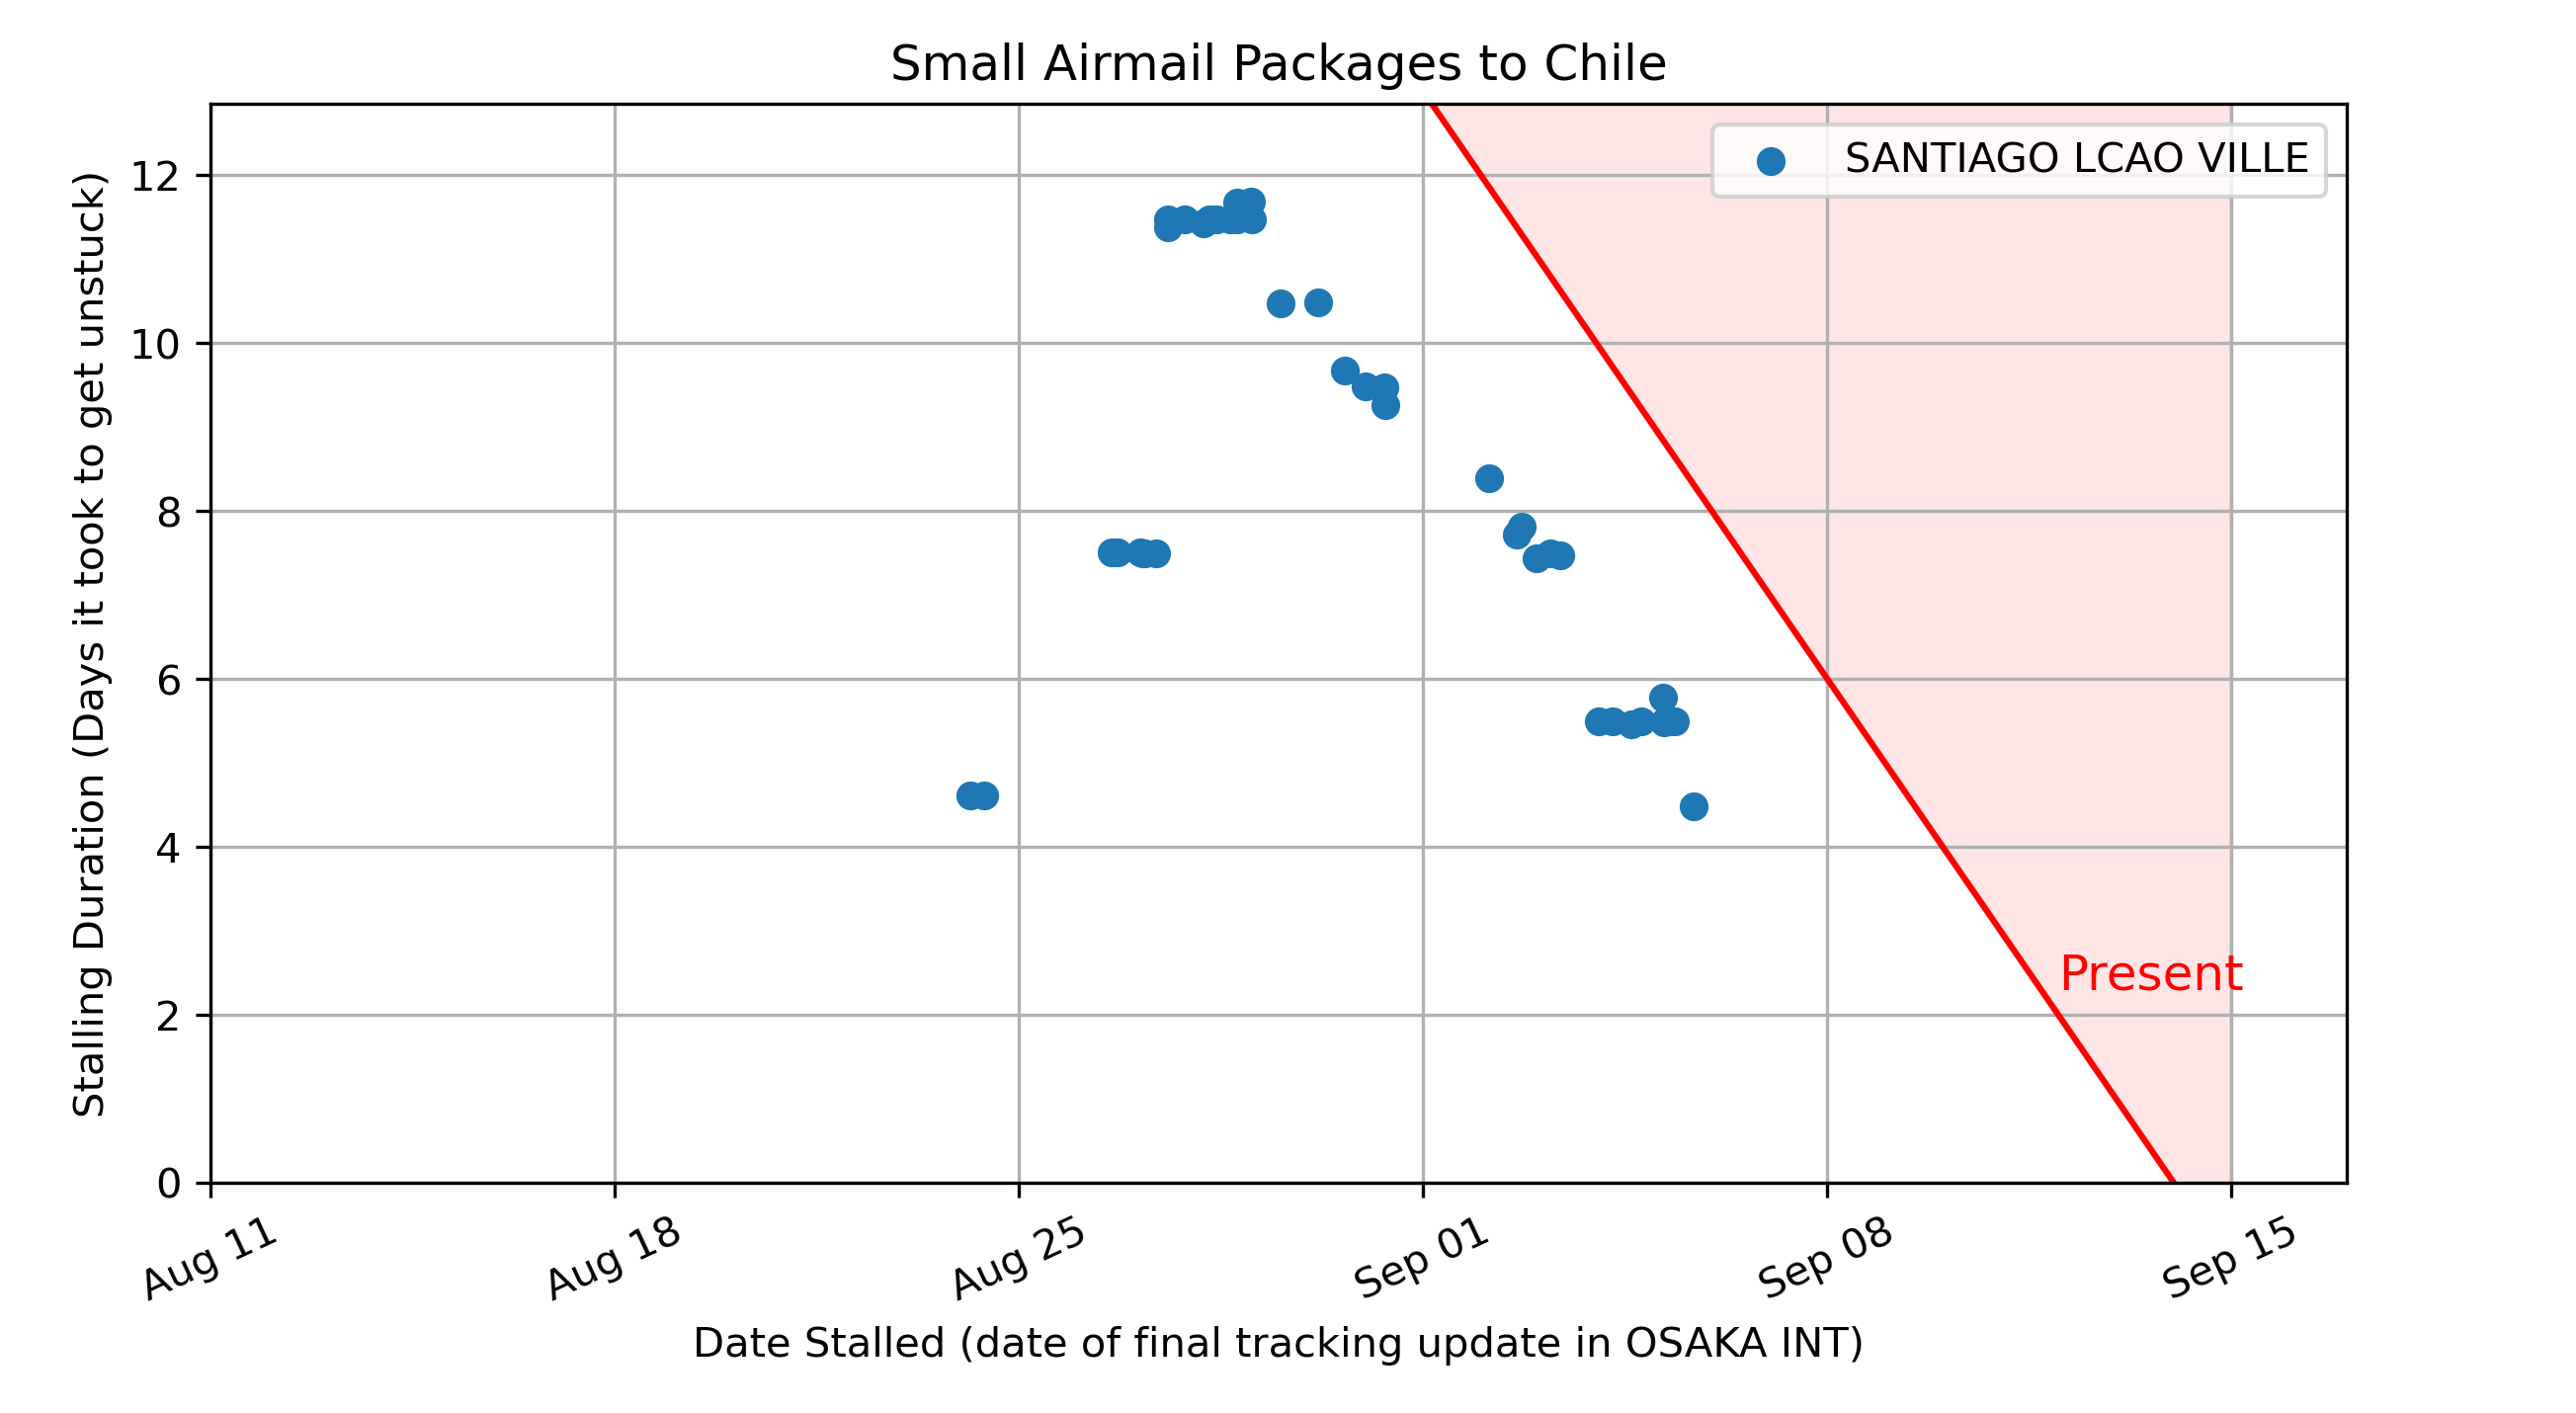 Small Airmail Packages to Chile
SANTIAGO LCAO VILLE
Stalling Duration (Days it took to get unstuck)
12
10
8
6
4
2
0
Present
Aug 11
Aug 18
Aug 25
Sep 01
Sep 08
Sep 15
Date Stalled (date of final tracking update in OSAKA INT)